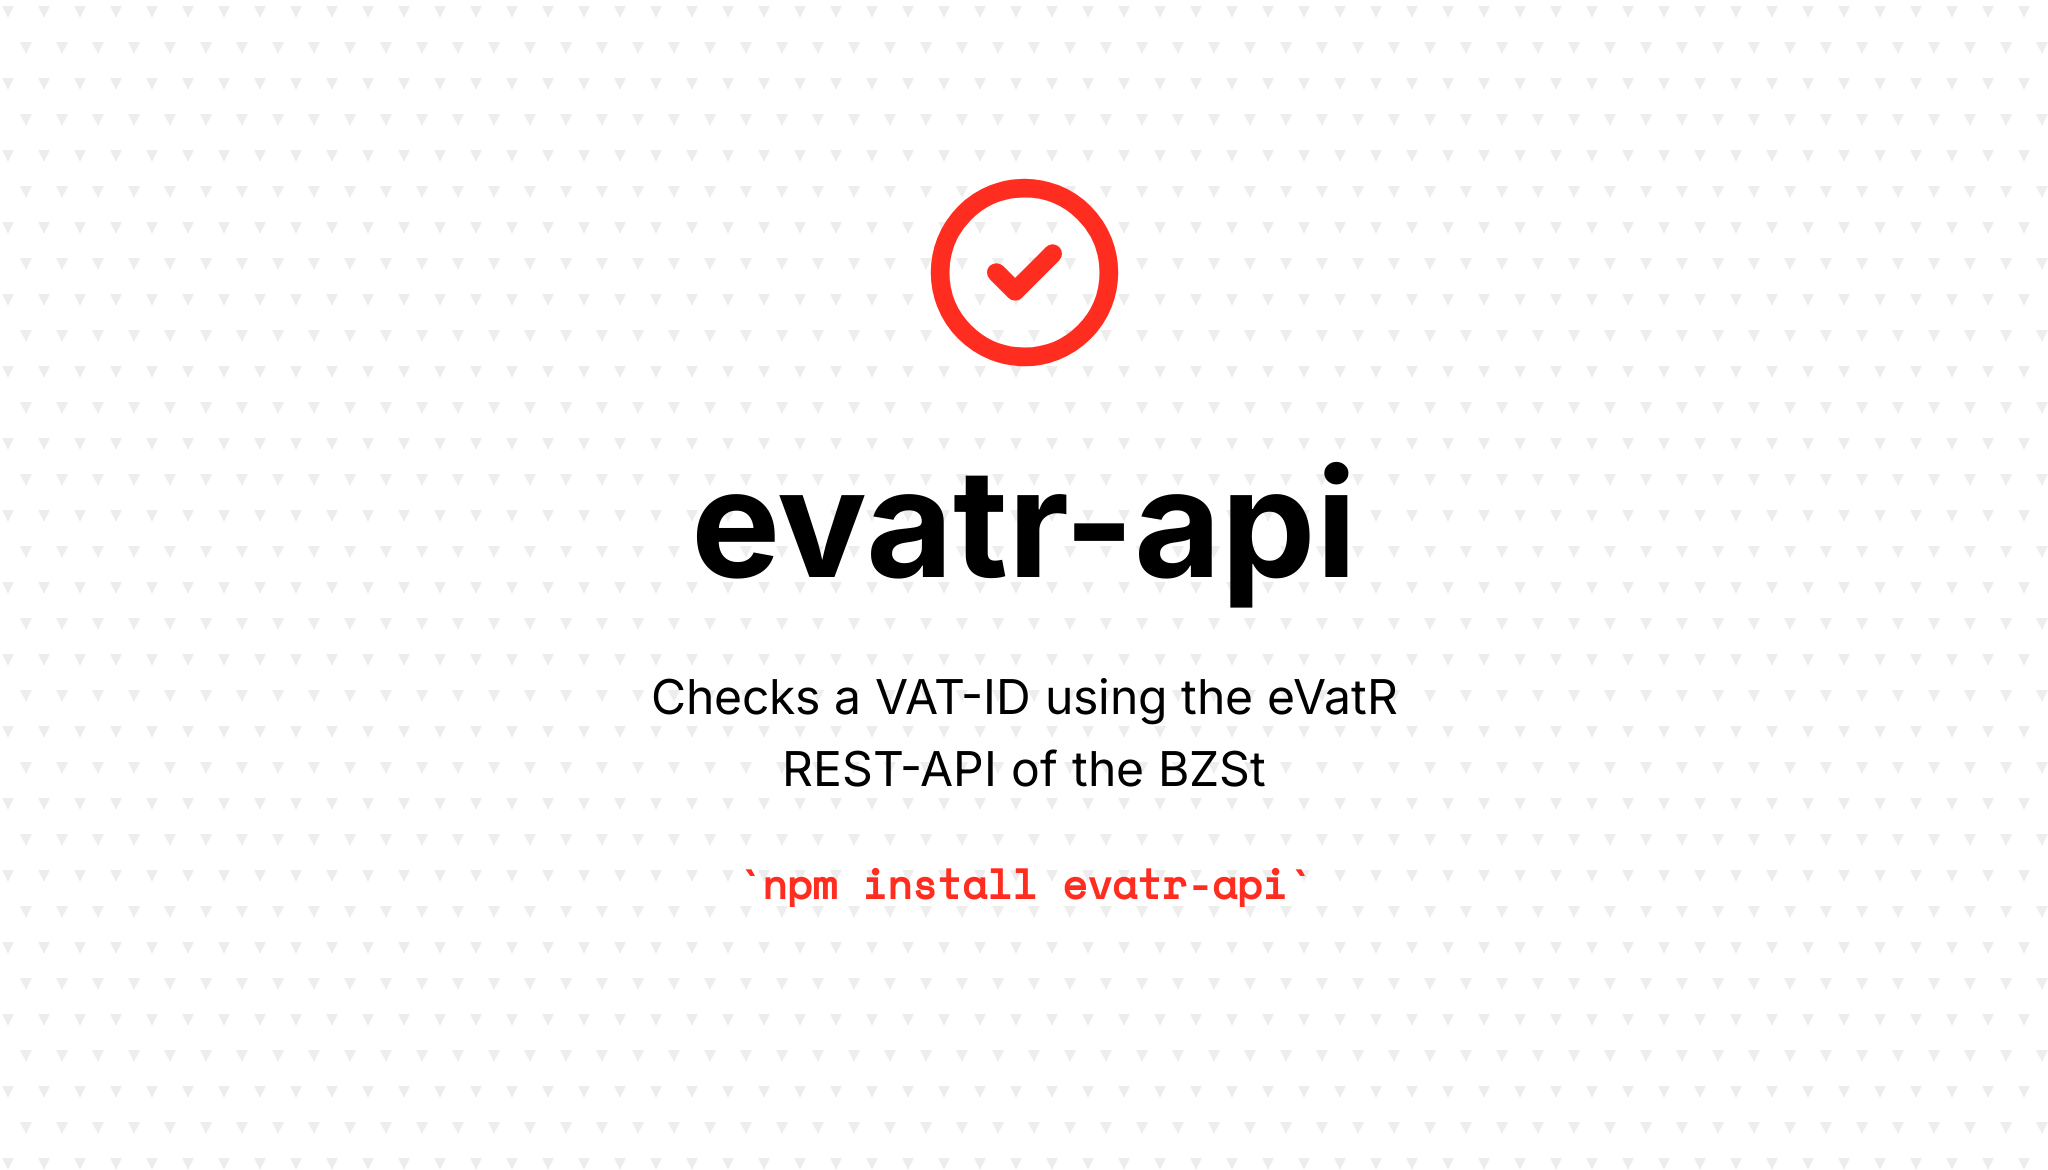 evatr-api
Checks a VAT-ID using the eVatR
REST-API of the BZSt
`npm install evatr-api`